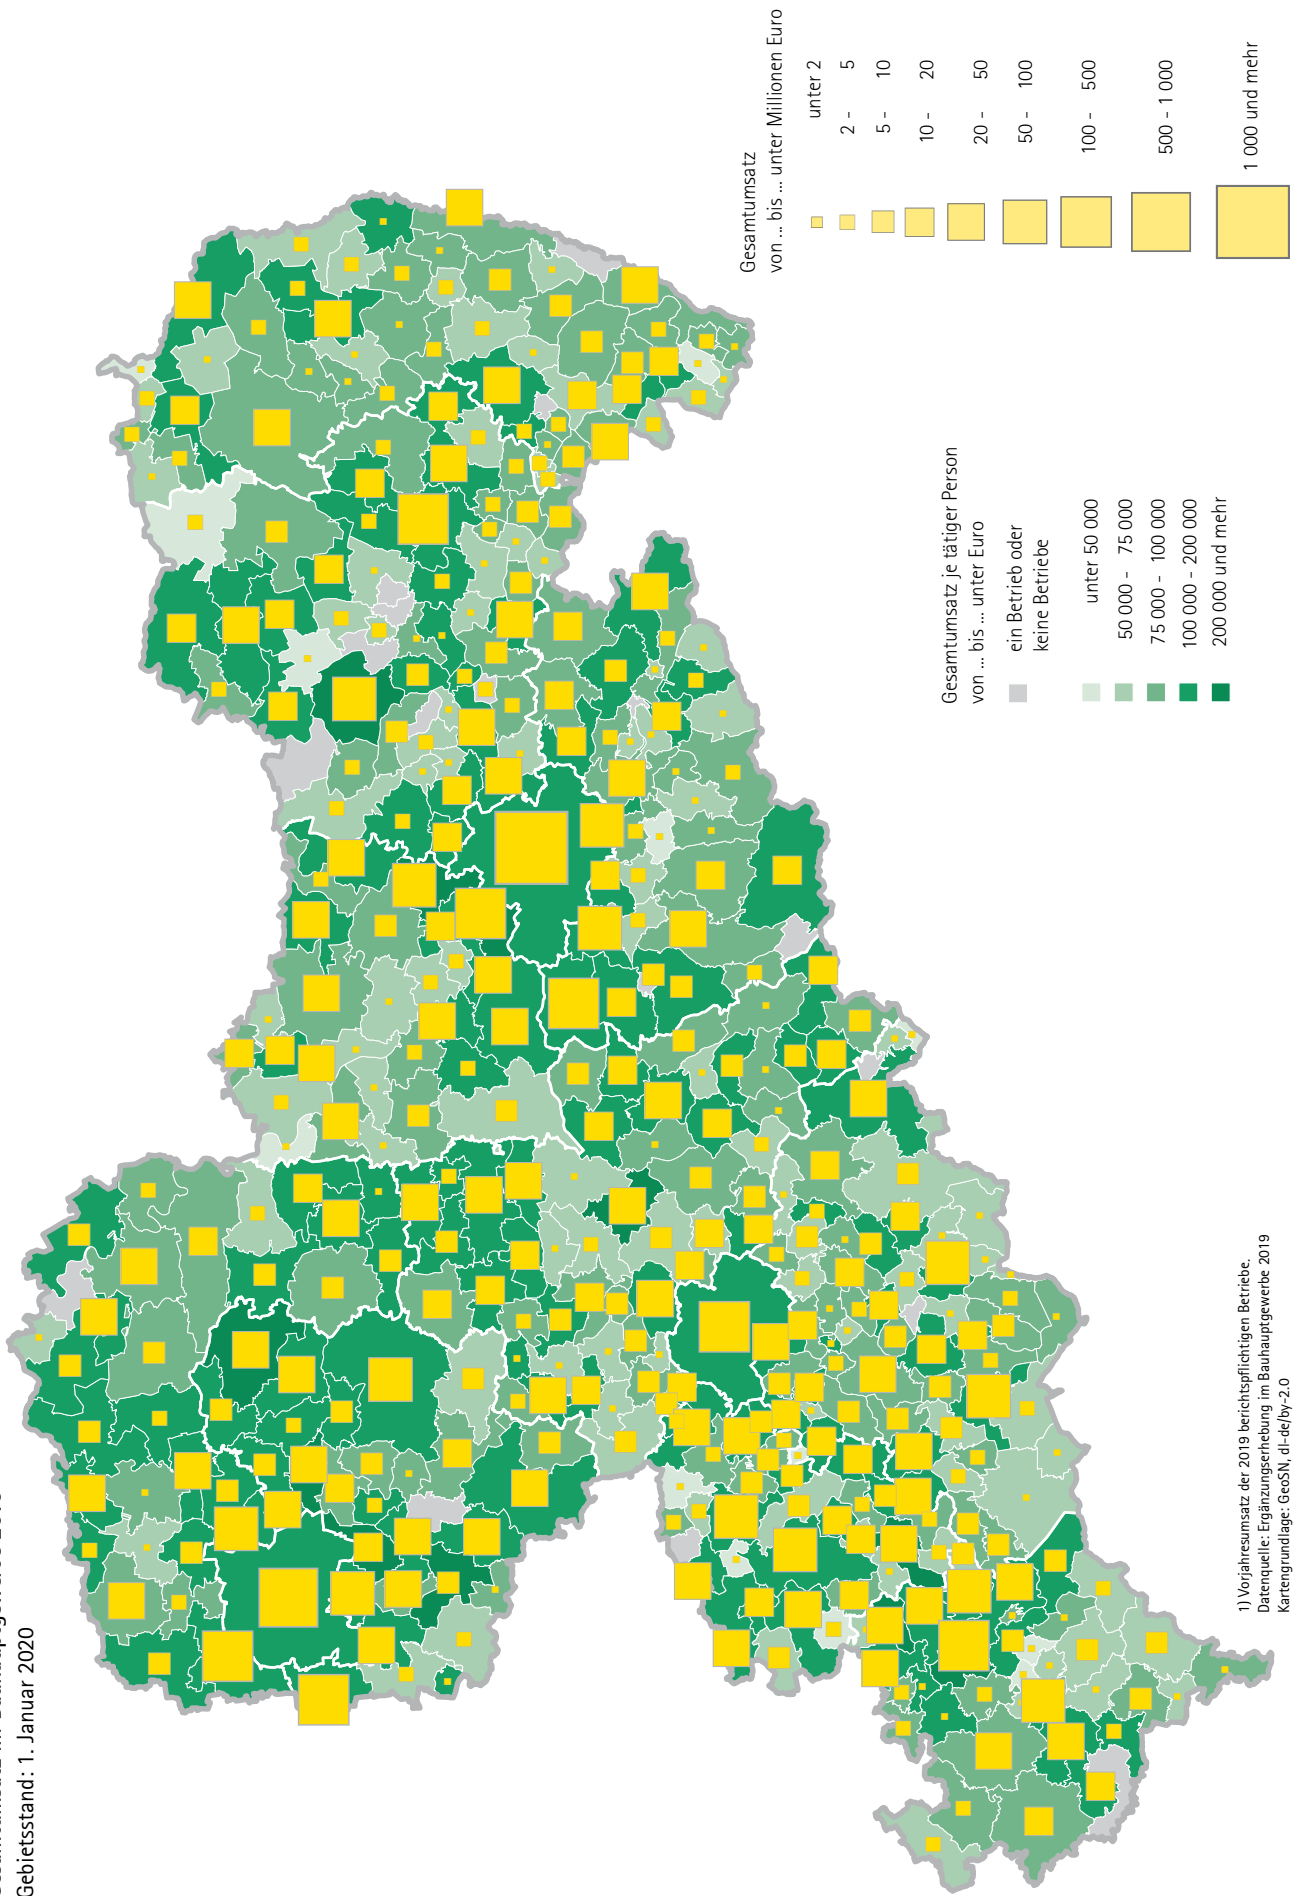 Gebietsstand: 1. Januar 2020
Gesamtumsatz
von ... bis ... unter Millionen Euro
unter 2
2 - 5
5 - 10
10 - 20
20 - 50
50 - 100
100 - 500
500 - 1 000
1 000 und mehr
Gesamtumsatz je tätiger Person
von ... bis ... unter Euro
ein Betrieb oder
keine Betriebe
unter 50 000
50 000 - 75 000
75 000 - 100 000
100 000 - 200 000
200 000 und mehr
1) Vorjahresumsatz der 2019 berichtspflichtigen Betriebe.
Datenquelle: Ergänzungserhebung im Bauhauptgewerbe 2019
Kartengrundlage: GeoSN, dl-de/by-2.0